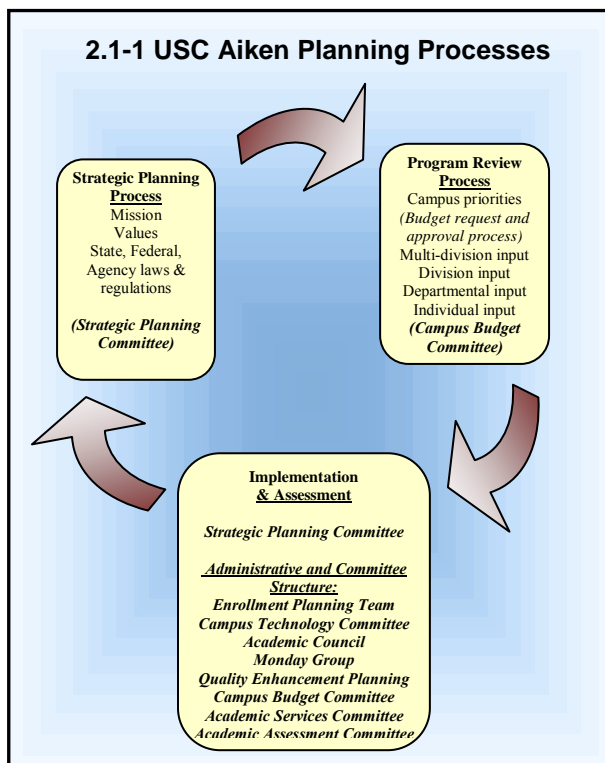 2.1-1 USC Aiken Planning Processes
Strategic Planning
Process
Mission
Values
State, Federal,
Agency laws &
regulations
(Strategic Planning
Committee)
Program Review
Process
Campus priorities
(Budget request and
approval process)
Multi-division input
Division input
Departmental input
Individual input
(Campus Budget
Committee)
Implementation
& Assessment
Strategic Planning Committee
Administrative and Committee
Structure:
Enrollment Planning Team
Campus Technology Committee
Academic Council
Monday Group
Quality Enhancement Planning
Campus Budget Committee
Academic Services Committee
Academic Assessment Committee